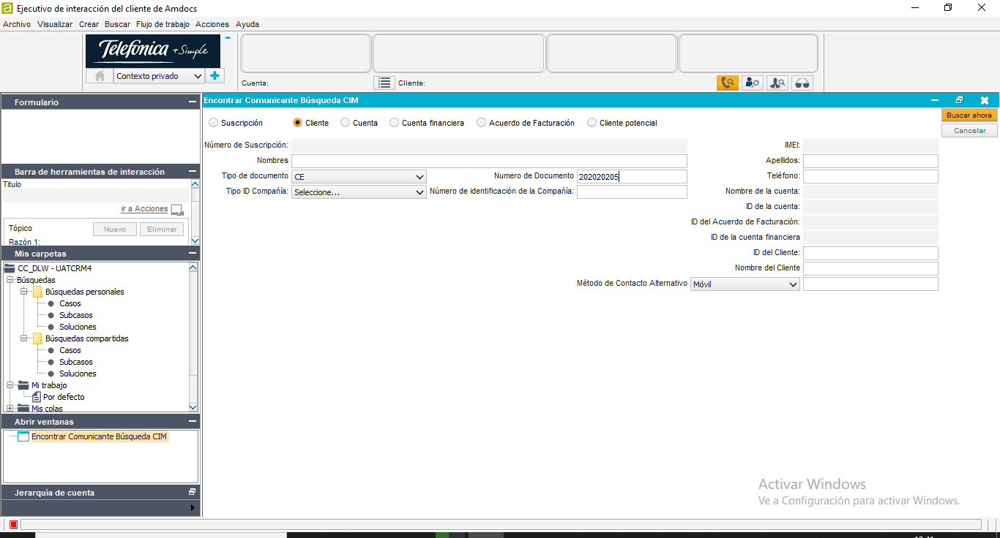 Ejecutivo de interacción del cliente de Amdocs
Archivo Visualizar Crear Buscar Flujo de trabajo Acciones Ayuda
Telefónica +Simple
Contexto privado
Cuenta: Cliente:
Formulario
Barra de herramientas de interacción
Titulo
ir a Acciones
Tópico Nuevo Eliminar
Razón 1:
Mis carpetas
CC_DLW - UATCRM4
Búsquedas
Búsquedas personales
Casos
Subcasos
Soluciones
Búsquedas compartidas
Casos
Subcasos
Soluciones
Mi trabajo
Por defecto
Mis colas
Abrir ventanas
Encontrar Comunicante Búsqueda CIM
Jerarquía de cuenta
Encontrar Comunicante Búsqueda CIM
Suscripción Cliente Cuenta Cuenta financiera Acuerdo de Facturación Cliente potencial
Buscar ahora
Cancelar
Número de Suscripción: IMEI:
Nombres Apellidos:
Tipo de documento CE Numero de Documento 202020205 Teléfono:
Tipo ID Compañía: Seleccione... Número de identificación de la Compañía: Nombre de la cuenta:
ID de la cuenta:
ID del Acuerdo de Facturación:
ID de la cuenta financiera
ID del Cliente:
Nombre del Cliente
Método de Contacto Alternativo Móvil
Activar Windows
Ve a Configuración para activar Windows.